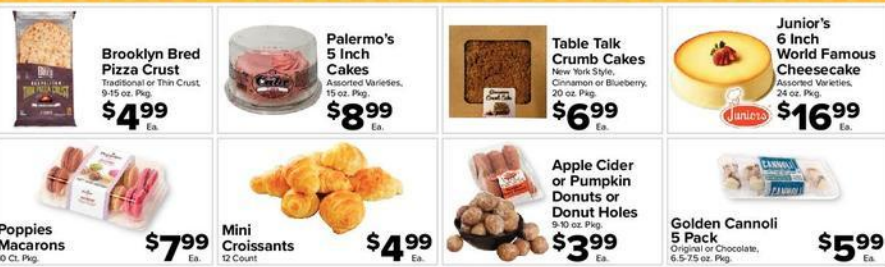 Brooklyn Bred
Pizza Crust
Traditional or Thin Crust,
9-15 oz. Pkg.
$4.99
Ea.
Palermo's
5 Inch
Cakes
Assorted Varieties,
15 oz. Pkg.
$8.99
Ea.
Table Talk
Crumb Cakes
New York Style,
Cinnamon or Blueberry,
20 oz. Pkg.
$6.99
Ea.
Junior's
6 Inch
World Famous
Cheesecake
Assorted Varieties,
24 oz. Pkg.
Junior's
$16.99
Ea.
Poppies
Macarons
0 Ct. Pkg.
$7.99
Ea.
Mini
Croissants
12 Count
$4.99
Ea.
Apple Cider
or Pumpkin
Donuts or
Donut Holes
9-10 oz. Pkg.
$3.99
Ea.
CANNOLI
CANNOLI
Golden Cannoli
5 Pack
Original or Chocolate,
6.5-7.5 oz. Pkg.
$5.99
Ea.